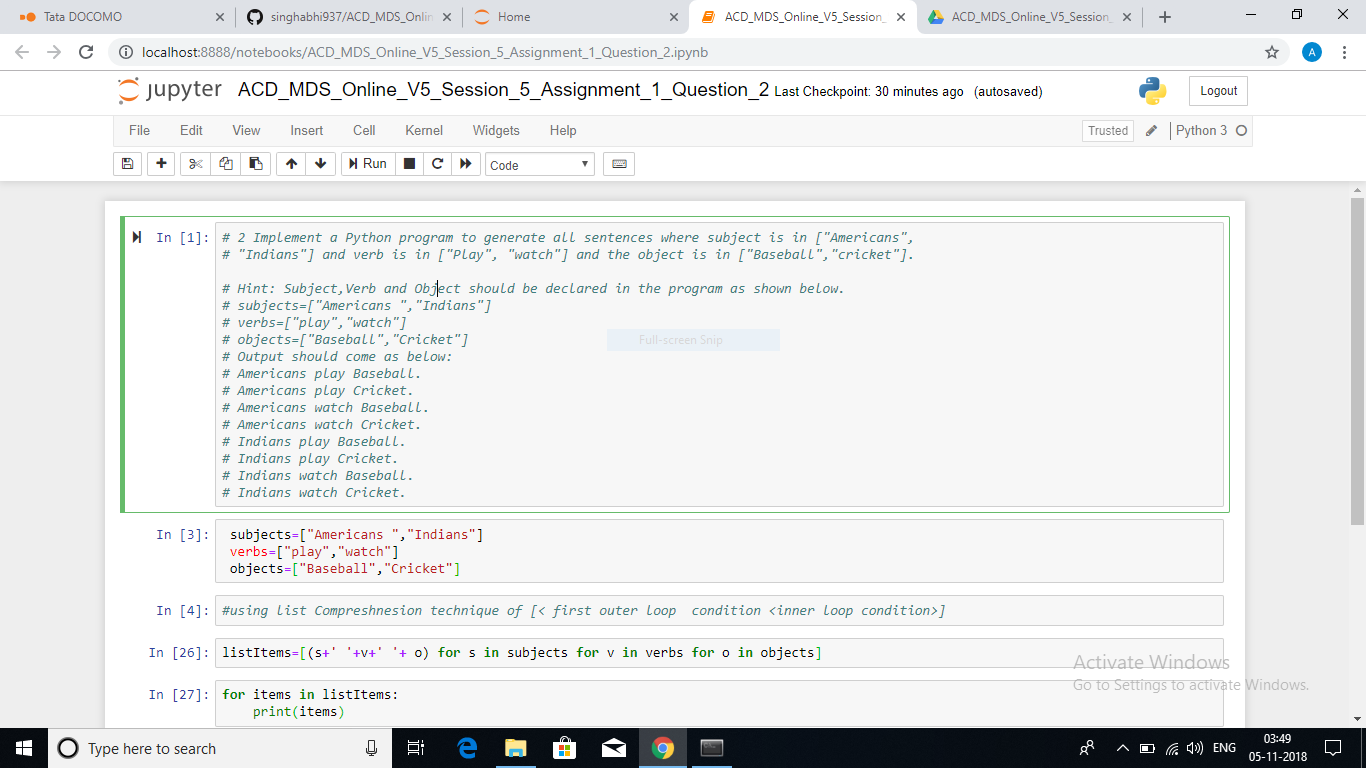 Tata DOCOMO
singhabhi937/ACD_MDS_Onlin
Home
ACD_MDS_Online_V5_Session_
ACD_MDS_Online_V5_Session_
localhost:8888/notebooks/ACD_MDS_Online_V5_Session_5_Assignment_1_Question_2.ipynb
A
jupyter ACD_MDS_Online_V5_Session_5_Assignment_1_Question_2 Last Checkpoint: 30 minutes ago (autosaved)
Logout
File Edit View Insert Cell Kernel Widgets Help
Trusted Python 3
Run Code
In [1]: # 2 Implement a Python program to generate all sentences where subject is in ["Americans",
# "Indians"] and verb is in ["Play", "watch"] and the object is in ["Baseball","cricket"].
# Hint: Subject,Verb and Object should be declared in the program as shown below.
# subjects=["Americans ","Indians"]
# verbs=["play","watch"]
# objects=["Baseball","Cricket"]
Full-screen Snip
# Output should come as below:
# Americans play Baseball.
# Americans play Cricket.
# Americans watch Baseball.
# Americans watch Cricket.
# Indians play Baseball.
# Indians play Cricket.
# Indians watch Baseball.
# Indians watch Cricket.
In [3]: subjects=["Americans ","Indians"]
verbs=["play","watch"]
objects=["Baseball","Cricket"]
In [4]: #using list Compreshnesion technique of [< first outer loop  condition <inner loop condition>]
In [26]: listItems=[(s+' '+v+' '+ o) for s in subjects for v in verbs for o in objects]
In [27]: for items in listItems:
print(items)
Activate Windows
Go to Settings to activate Windows.
Type here to search
ENG
03:49
05-11-2018